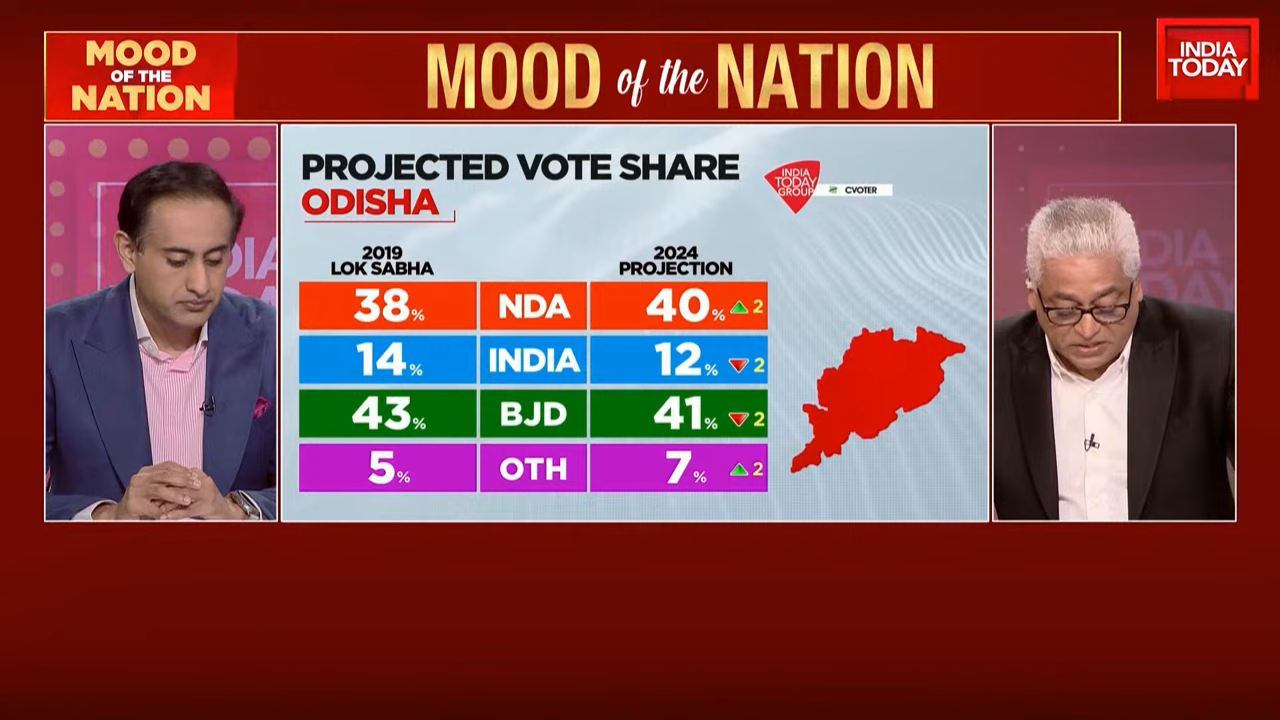 MOOD
OF THE
NATION
MOOD of the NATION
INDIA
TODAY
PROJECTED VOTE SHARE
ODISHA
INDIA
TODAY
GROUP
CVOTER
2019
LOK SABHA
2024
PROJECTION
38% NDA 40% 2
14% INDIA 12% 2
43% BJD 41% 2
5% OTH 7% 2